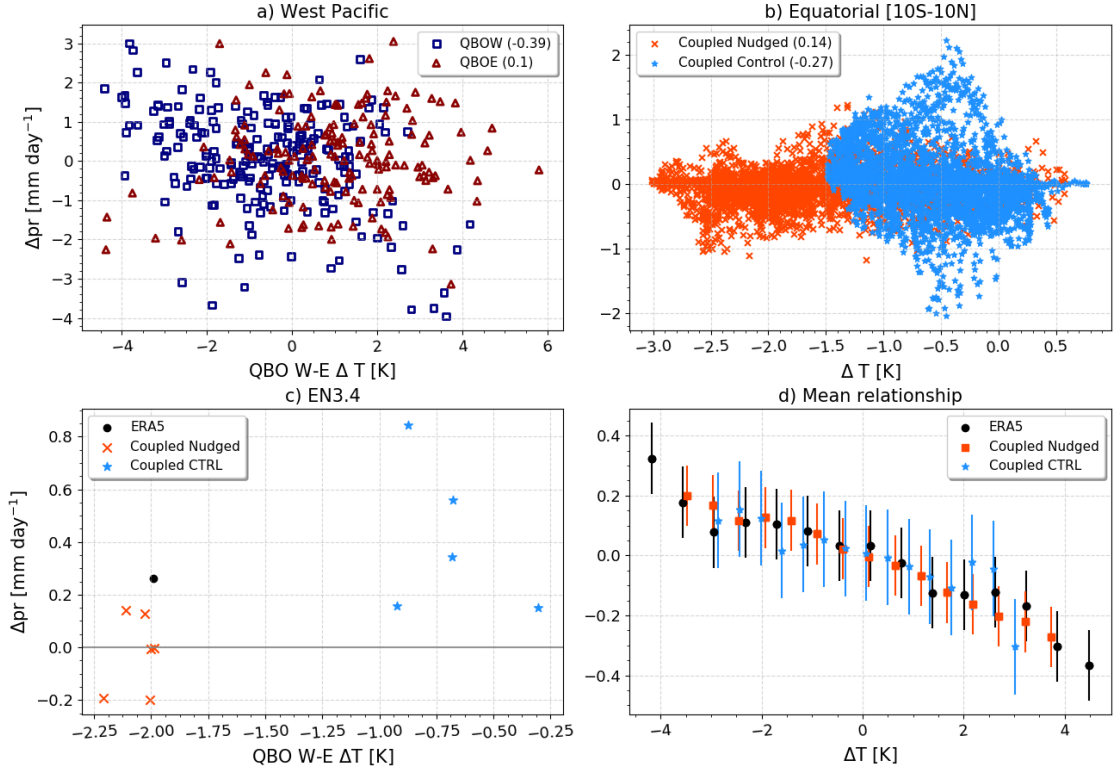 a) West Pacific
QBOW (-0.39)
QBOE (0.1)
3
2
1
0
−1
−2
−3
−4
Δpr [mm day⁻¹]
−4
−2
0
2
4
6
QBO W-E Δ T [K]
b) Equatorial [10S-10N]
Coupled Nudged (0.14)
Coupled Control (-0.27)
2
1
0
−1
−2
−3.0
−2.5
−2.0
−1.5
−1.0
−0.5
0.0
0.5
Δ T [K]
c) EN3.4
ERA5
Coupled Nudged
Coupled CTRL
0.8
0.6
0.4
0.2
0.0
−0.2
Δpr [mm day⁻¹]
−2.25
−2.00
−1.75
−1.50
−1.25
−1.00
−0.75
−0.50
−0.25
QBO W-E ΔT [K]
d) Mean relationship
ERA5
Coupled Nudged
Coupled CTRL
0.4
0.2
0.0
−0.2
−0.4
−4
−2
0
2
4
ΔT [K]